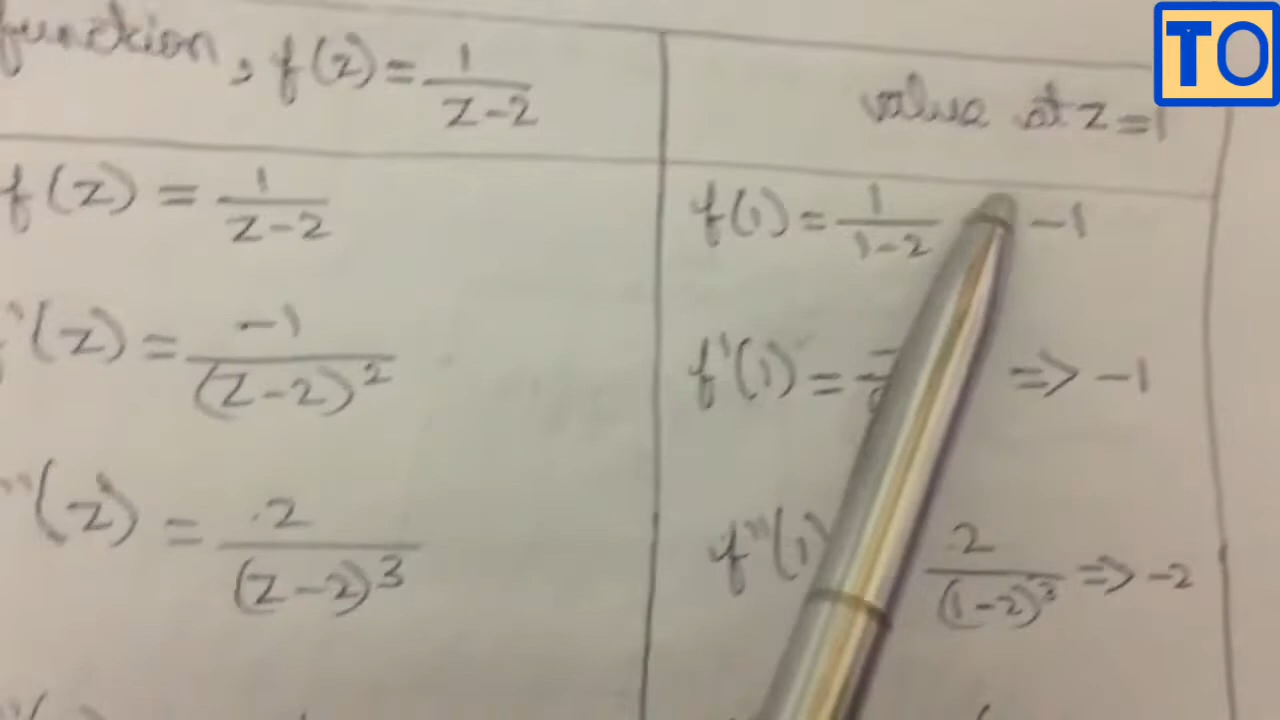 function, f(z) = 1/(z-2)
value at z = 1
TO
f(z) = 1/(z-2)
f(1) = 1/(1-2) -1
'(z) = -1/(z-2)²
f'(1) = => -1
''(z) = 2/(z-2)³
f''(1) 2/(1-2)³ => -2